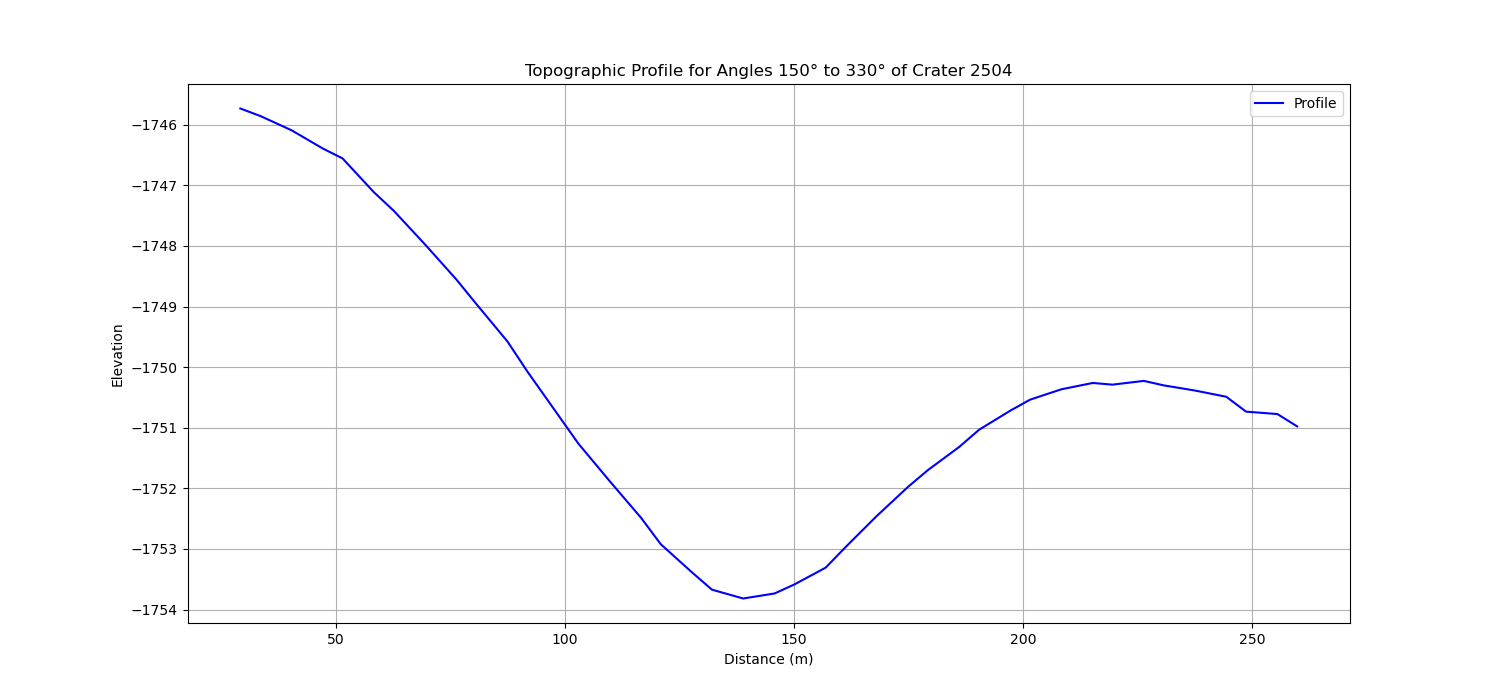 Topographic Profile for Angles 150° to 330° of Crater 2504
Profile
Elevation
−1746
−1747
−1748
−1749
−1750
−1751
−1752
−1753
−1754
50 100 150 200 250
Distance (m)